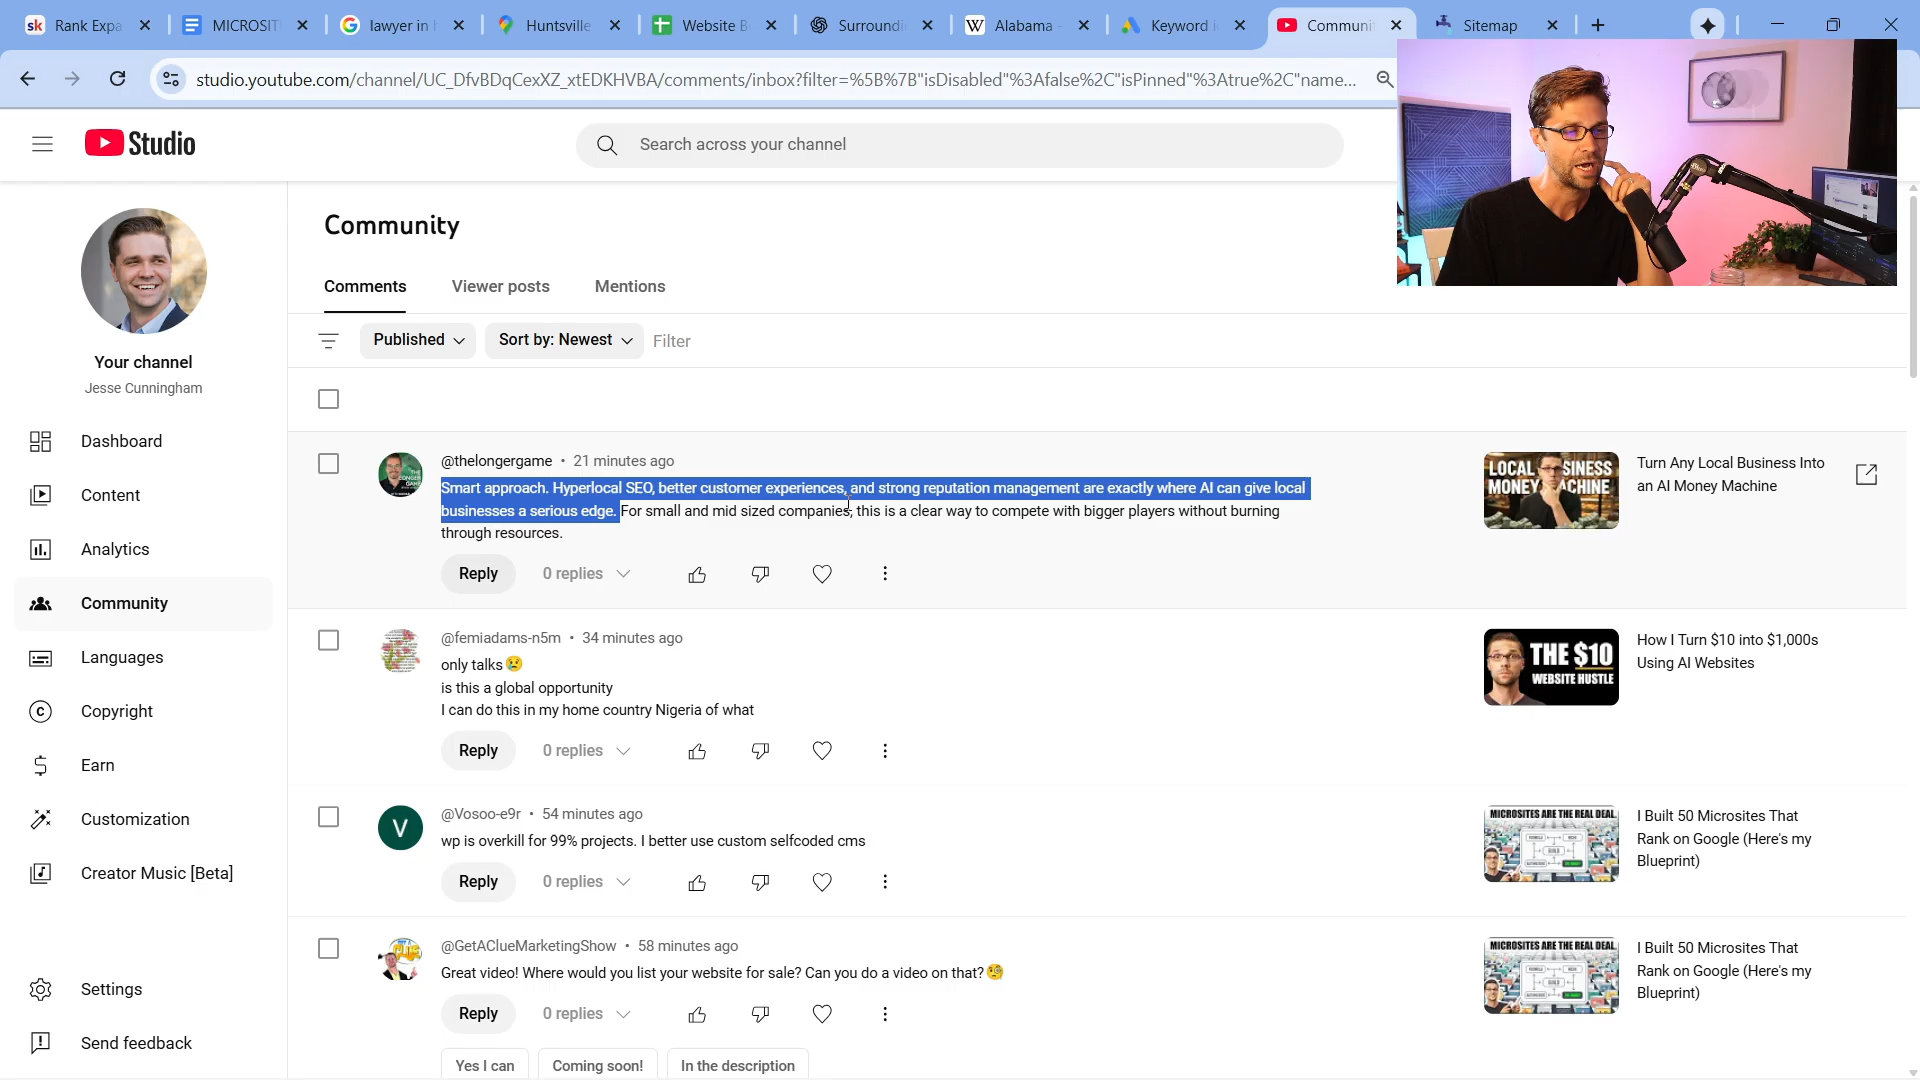 Rank Expa
MICROSIT
lawyer in
Huntsville
Website B
Surroundi
Alabama -
Keyword i
Communi
Sitemap
studio.youtube.com/channel/UC_DfvBDqCexXZ_xtEDKHVBA/comments/inbox?filter=%5B%7B"isDisabled"%3Afalse%2C"isPinned"%3Atrue%2C"name...
Studio
Search across your channel
Your channel
Jesse Cunningham
Dashboard
Content
Analytics
Community
Languages
Copyright
Earn
Customization
Creator Music [Beta]
Settings
Send feedback
Community
Comments
Viewer posts
Mentions
Published
Sort by: Newest
Filter
@thelongergame • 21 minutes ago
Smart approach. Hyperlocal SEO, better customer experiences, and strong reputation management are exactly where AI can give local
businesses a serious edge. For small and mid sized companies, this is a clear way to compete with bigger players without burning
through resources.
Reply
0 replies
LOCAL BUSINESS
MONEY MACHINE
Turn Any Local Business Into
an AI Money Machine
@femiadams-n5m • 34 minutes ago
only talks😢
is this a global opportunity
I can do this in my home country Nigeria of what
Reply
0 replies
THE $10
WEBSITE HUSTLE
How I Turn $10 into $1,000s
Using AI Websites
V
@Vosoo-e9r • 54 minutes ago
wp is overkill for 99% projects. I better use custom selfcoded cms
Reply
0 replies
MICROSITES ARE THE REAL DEAL.
I Built 50 Microsites That
Rank on Google (Here's my
Blueprint)
@GetAClueMarketingShow • 58 minutes ago
Great video! Where would you list your website for sale? Can you do a video on that?🧐
Reply
0 replies
MICROSITES ARE THE REAL DEAL.
I Built 50 Microsites That
Rank on Google (Here's my
Blueprint)
Yes I can
Coming soon!
In the description